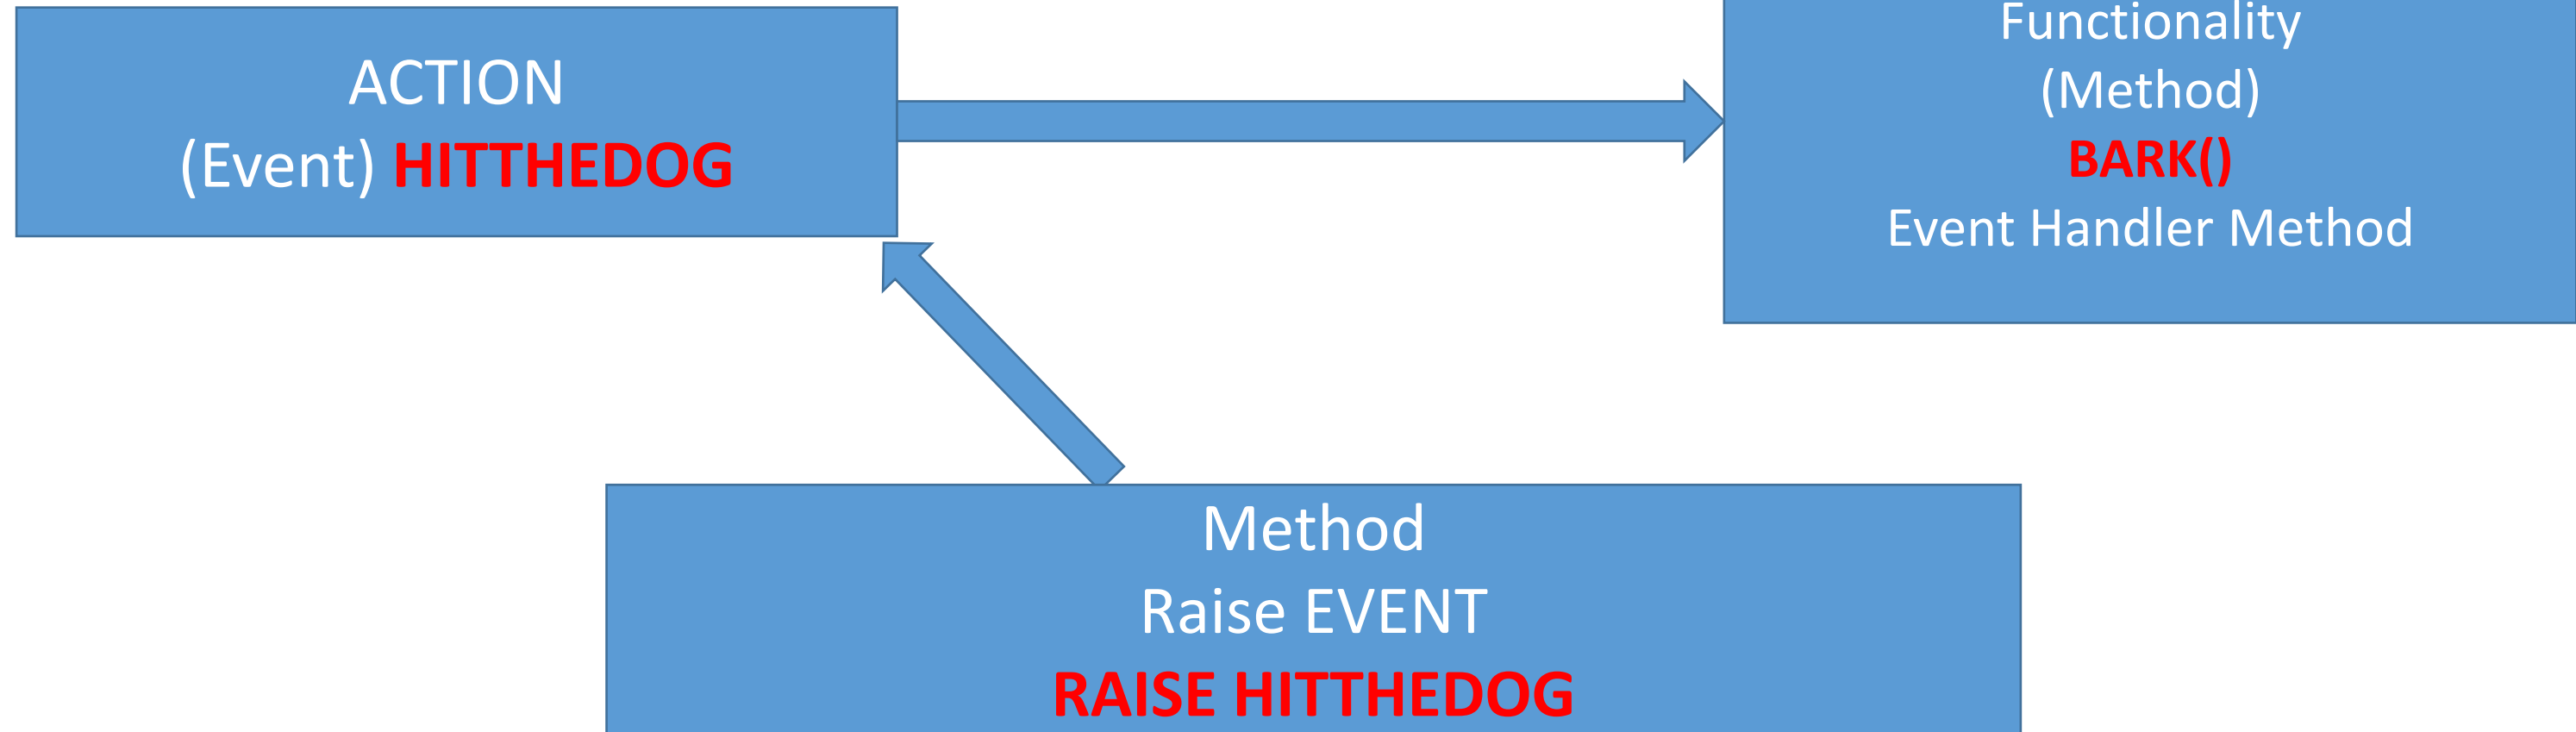 ACTION
(Event) HITTHEDOG
Functionality
(Method)
BARK()
Event Handler Method
Method
Raise EVENT
RAISE HITTHEDOG